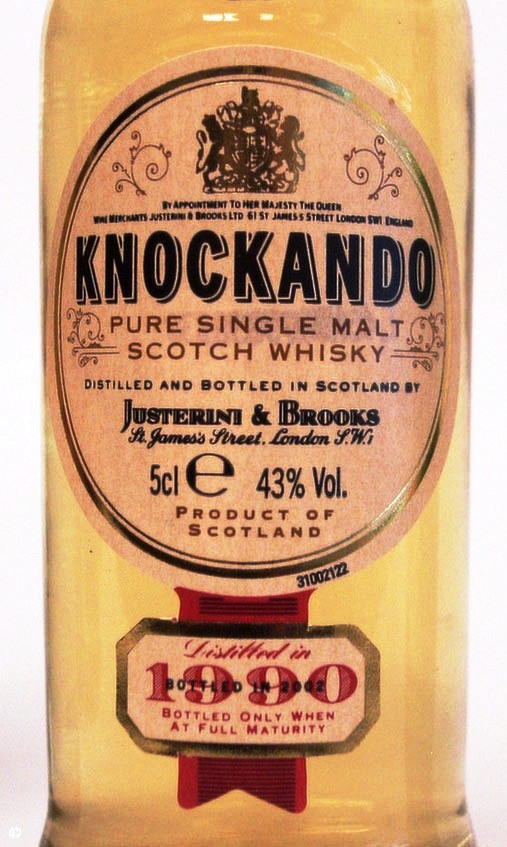 BY APPOINTMENT TO HER MAJESTY THE QUEEN
WINE MERCHANTS JUSTERINI & BROOKS LTD 61 ST JAMES'S STREET LONDON SW1 ENGLAND
KNOCKANDO
PURE SINGLE MALT
SCOTCH WHISKY
DISTILLED AND BOTTLED IN SCOTLAND BY
JUSTERINI & BROOKS
St. James's Street, London S.W.1
5cl e 43% Vol.
PRODUCT OF
SCOTLAND
31002122
Distilled in
1990
BOTTLED IN 2002
BOTTLED ONLY WHEN
AT FULL MATURITY